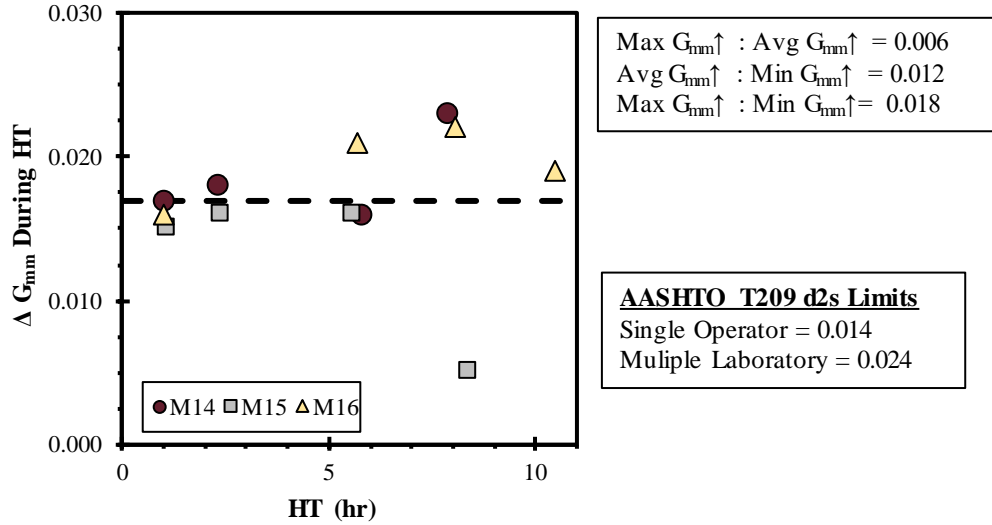 0.030
0.020
0.010
0.000
Δ Gmm During HT
0
5
10
HT (hr)
M14 M15 M16
Max Gmm↑ : Avg Gmm↑ = 0.006
Avg Gmm↑ : Min Gmm↑ = 0.012
Max Gmm↑ : Min Gmm↑= 0.018
AASHTO T209 d2s Limits
Single Operator = 0.014
Muliple Laboratory = 0.024